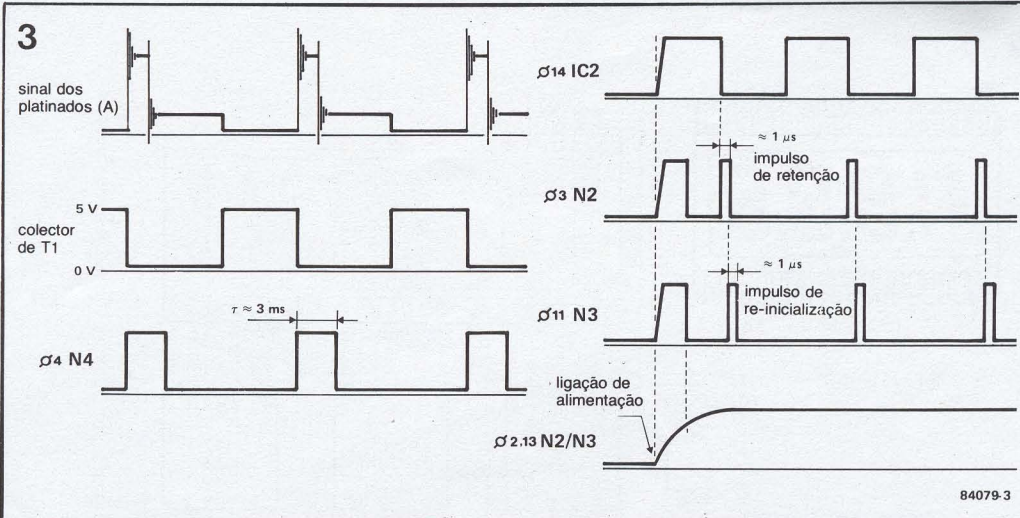 3
sinal dos
platinados (A)
5 V
colector
de T1
0 V
τ ≈ 3 ms
Ø4 N4
Ø14 IC2
≈ 1 μs
impulso
de retenção
Ø3 N2
≈ 1 μs
impulso de
re-inicialização
Ø11 N3
ligação de
alimentação
Ø 2,13 N2/N3
84079-3